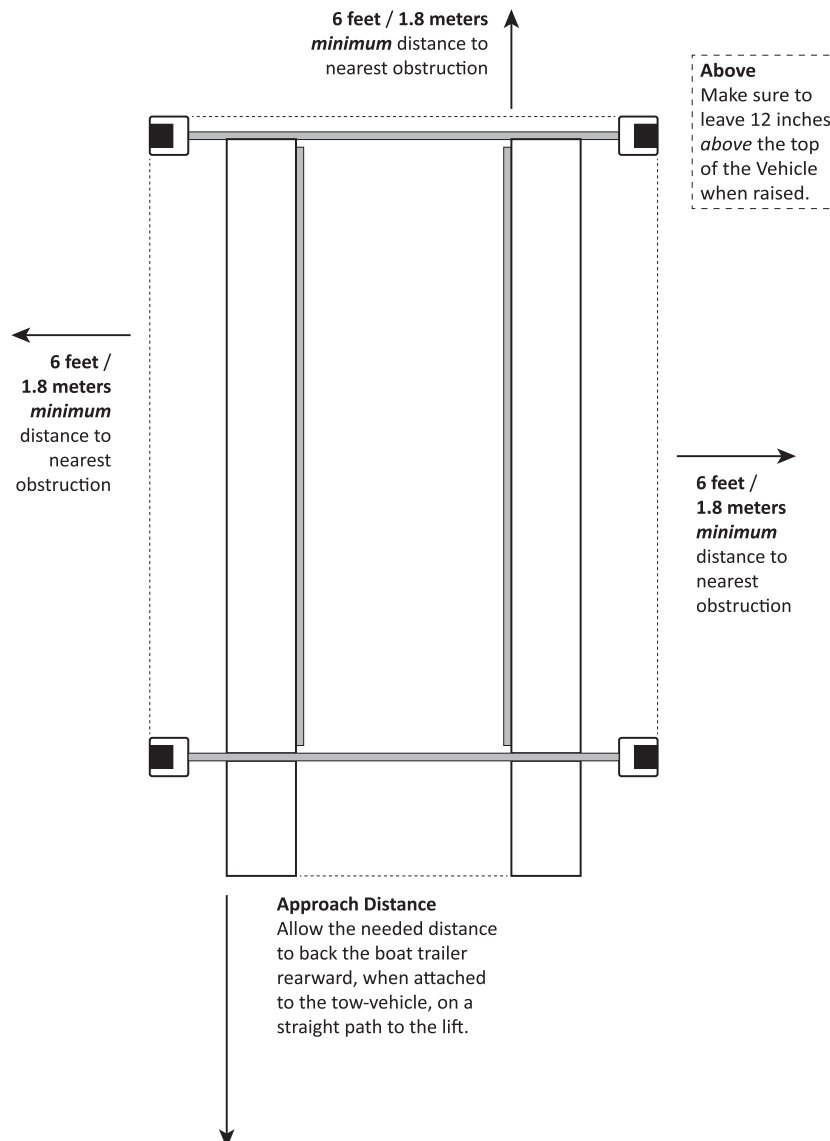 6 feet / 1.8 meters
minimum distance to
nearest obstruction
Above
Make sure to
leave 12 inches
above the top
of the Vehicle
when raised.
6 feet /
1.8 meters
minimum
distance to
nearest
obstruction
6 feet /
1.8 meters
minimum
distance to
nearest
obstruction
Approach Distance
Allow the needed distance
to back the boat trailer
rearward, when attached
to the tow-vehicle, on a
straight path to the lift.